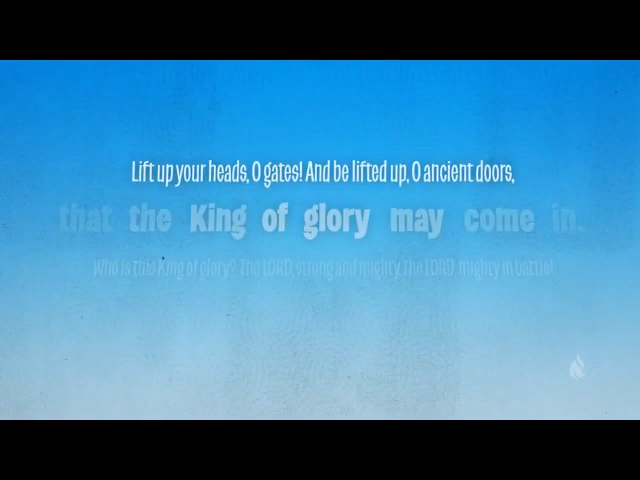 Lift up your heads, O gates! And be lifted up, O ancient doors,
that the King of glory may come in.
Who is this King of glory? The LORD, strong and mighty, the LORD, mighty in battle!